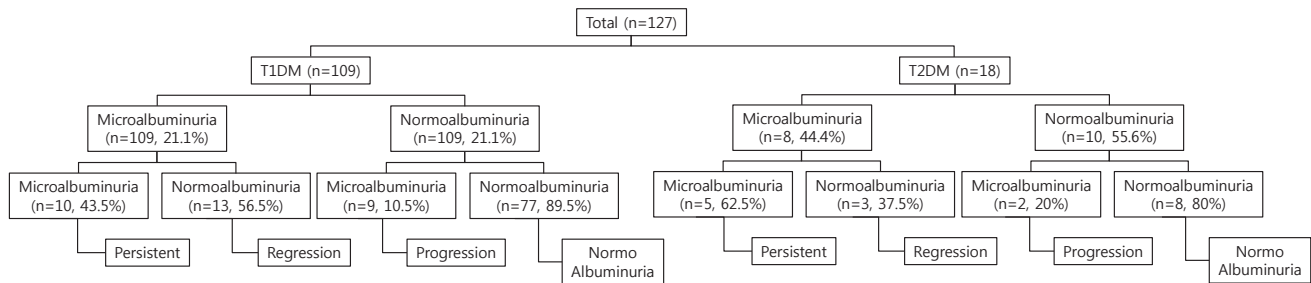 Total (n=127)
T1DM (n=109)
T2DM (n=18)
Microalbuminuria
(n=109, 21.1%)
Normoalbuminuria
(n=109, 21.1%)
Microalbuminuria
(n=8, 44.4%)
Normoalbuminuria
(n=10, 55.6%)
Microalbuminuria
(n=10, 43.5%)
Normoalbuminuria
(n=13, 56.5%)
Microalbuminuria
(n=9, 10.5%)
Normoalbuminuria
(n=77, 89.5%)
Microalbuminuria
(n=5, 62.5%)
Normoalbuminuria
(n=3, 37.5%)
Microalbuminuria
(n=2, 20%)
Normoalbuminuria
(n=8, 80%)
Persistent
Regression
Progression
Normo
Albuminuria
Persistent
Regression
Progression
Normo
Albuminuria